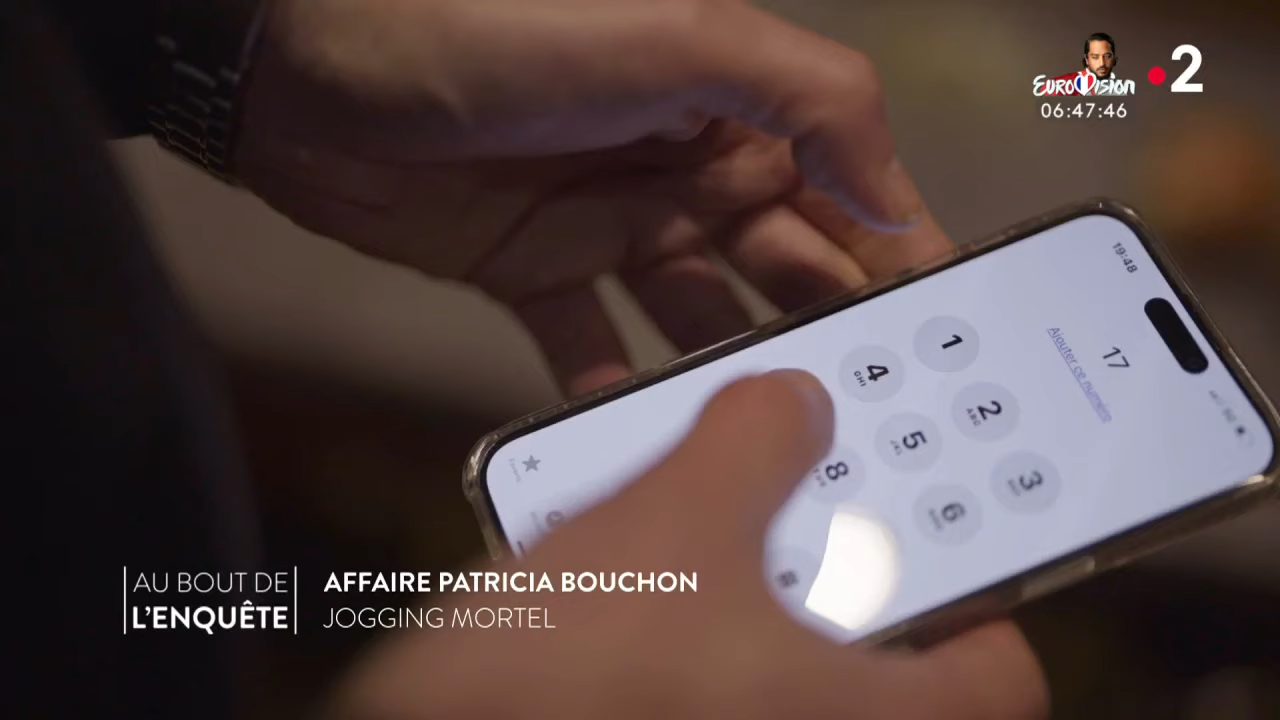 EUROVISION
2
06:47:46
19:48
17
Ajouter ce numéro
1
2
ABC
3
4
GHI
5
JKL
6
8
AU BOUT DE
L'ENQUÊTE
AFFAIRE PATRICIA BOUCHON
JOGGING MORTEL